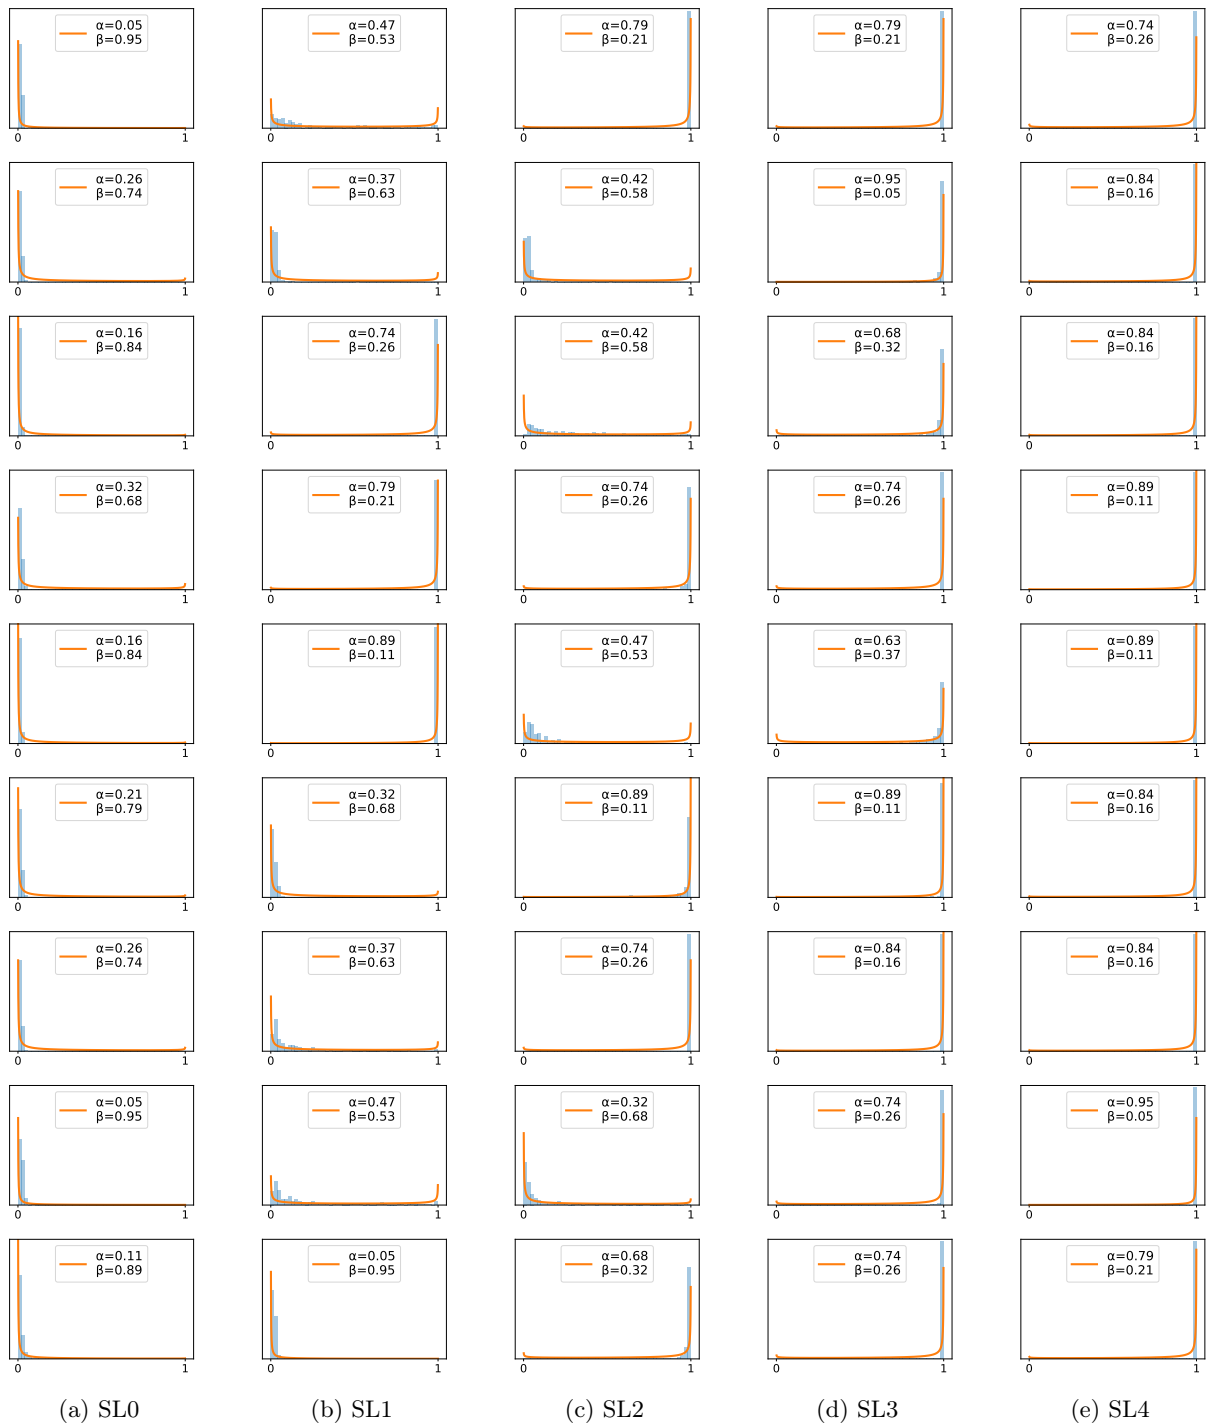 α=0.05
β=0.95
0 1
α=0.47
β=0.53
0 1
α=0.79
β=0.21
0 1
α=0.79
β=0.21
0 1
α=0.74
β=0.26
0 1
α=0.26
β=0.74
0 1
α=0.37
β=0.63
0 1
α=0.42
β=0.58
0 1
α=0.95
β=0.05
0 1
α=0.84
β=0.16
0 1
α=0.16
β=0.84
0 1
α=0.74
β=0.26
0 1
α=0.42
β=0.58
0 1
α=0.68
β=0.32
0 1
α=0.84
β=0.16
0 1
α=0.32
β=0.68
0 1
α=0.79
β=0.21
0 1
α=0.74
β=0.26
0 1
α=0.74
β=0.26
0 1
α=0.89
β=0.11
0 1
α=0.16
β=0.84
0 1
α=0.89
β=0.11
0 1
α=0.47
β=0.53
0 1
α=0.63
β=0.37
0 1
α=0.89
β=0.11
0 1
α=0.21
β=0.79
0 1
α=0.32
β=0.68
0 1
α=0.89
β=0.11
0 1
α=0.89
β=0.11
0 1
α=0.84
β=0.16
0 1
α=0.26
β=0.74
0 1
α=0.37
β=0.63
0 1
α=0.74
β=0.26
0 1
α=0.84
β=0.16
0 1
α=0.84
β=0.16
0 1
α=0.05
β=0.95
0 1
α=0.47
β=0.53
0 1
α=0.32
β=0.68
0 1
α=0.74
β=0.26
0 1
α=0.95
β=0.05
0 1
α=0.11
β=0.89
0 1
α=0.05
β=0.95
0 1
α=0.68
β=0.32
0 1
α=0.74
β=0.26
0 1
α=0.79
β=0.21
0 1
(a) SL0
(b) SL1
(c) SL2
(d) SL3
(e) SL4